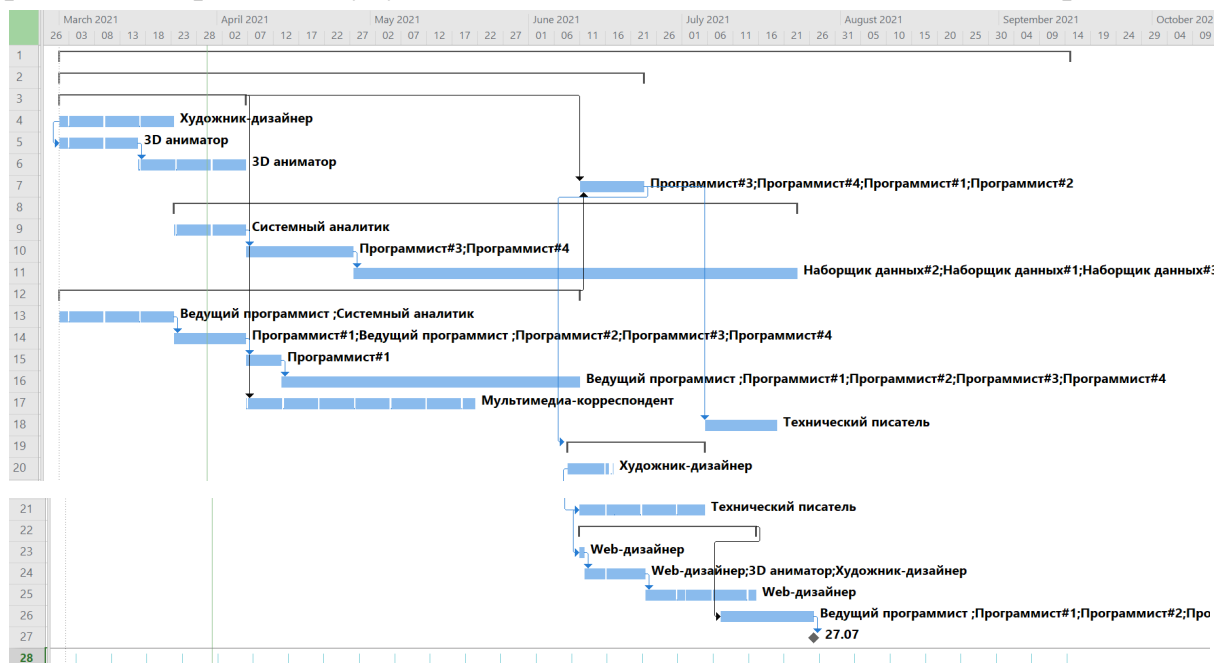 March 2021 April 2021 May 2021 June 2021 July 2021 August 2021 September 2021 October 202
26 03 08 13 18 23 28 02 07 12 17 22 27 02 07 12 17 22 27 01 06 11 16 21 26 01 06 11 16 21 26 31 05 10 15 20 25 30 04 09 14 19 24 29 04 09
1
2
3
4 Художник-дизайнер
5 3D аниматор
6 3D аниматор
7 Программист#3;Программист#4;Программист#1;Программист#2
8
9 Системный аналитик
10 Программист#3;Программист#4
11 Наборщик данных#2;Наборщик данных#1;Наборщик данных#3
12
13 Ведущий программист ;Системный аналитик
14 Программист#1;Ведущий программист ;Программист#2;Программист#3;Программист#4
15 Программист#1
16 Ведущий программист ;Программист#1;Программист#2;Программист#3;Программист#4
17 Мультимедиа-корреспондент
18 Технический писатель
19
20 Художник-дизайнер
21 Технический писатель
22
23 Web-дизайнер
24 Web-дизайнер;3D аниматор;Художник-дизайнер
25 Web-дизайнер
26 Ведущий программист ;Программист#1;Программист#2;Про
27 27.07
28